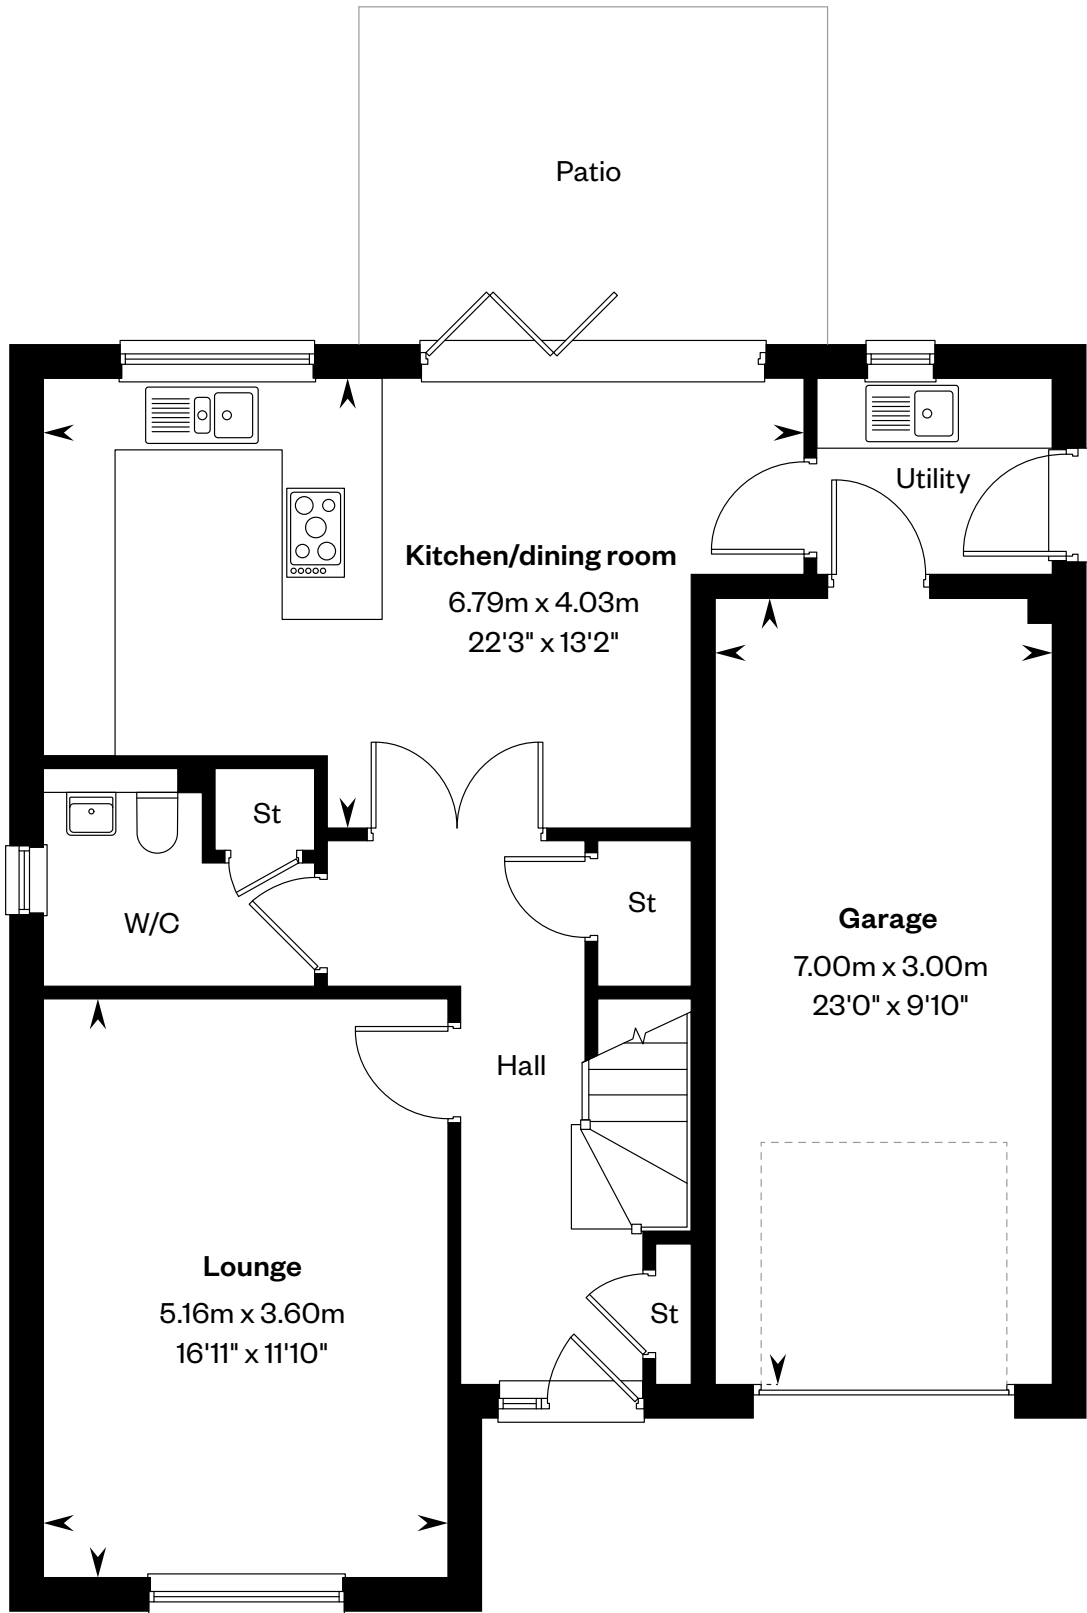 Patio
Utility
Kitchen/dining room
6.79m x 4.03m
22'3" x 13'2"
St
W/C
St
Garage
7.00m x 3.00m
23'0" x 9'10"
Hall
Lounge
5.16m x 3.60m
16'11" x 11'10"
St